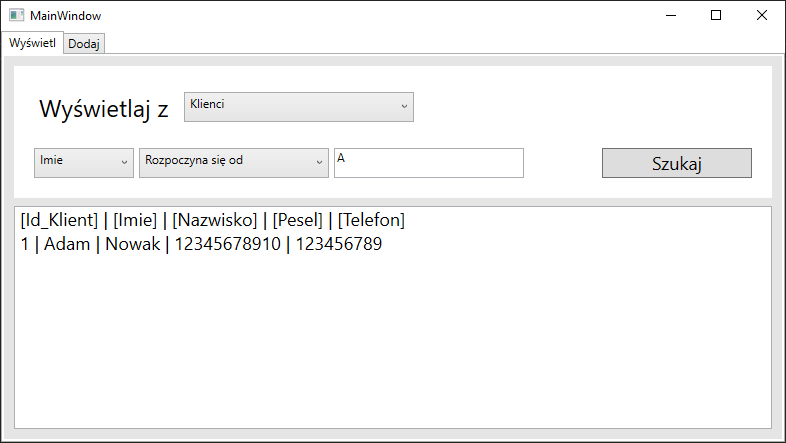 MainWindow
Wyświetl Dodaj
Wyświetlaj z Klienci
Imie Rozpoczyna się od A Szukaj
[Id_Klient] | [Imie] | [Nazwisko] | [Pesel] | [Telefon]
1 | Adam | Nowak | 12345678910 | 123456789